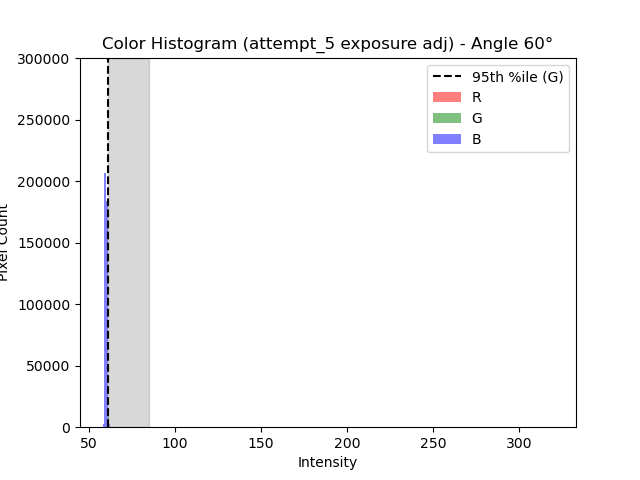 Color Histogram (attempt_5 exposure adj) - Angle 60°
300000
250000
200000
150000
100000
50000
0
Pixel Count
95th %ile (G)
R
G
B
50 100 150 200 250 300
Intensity